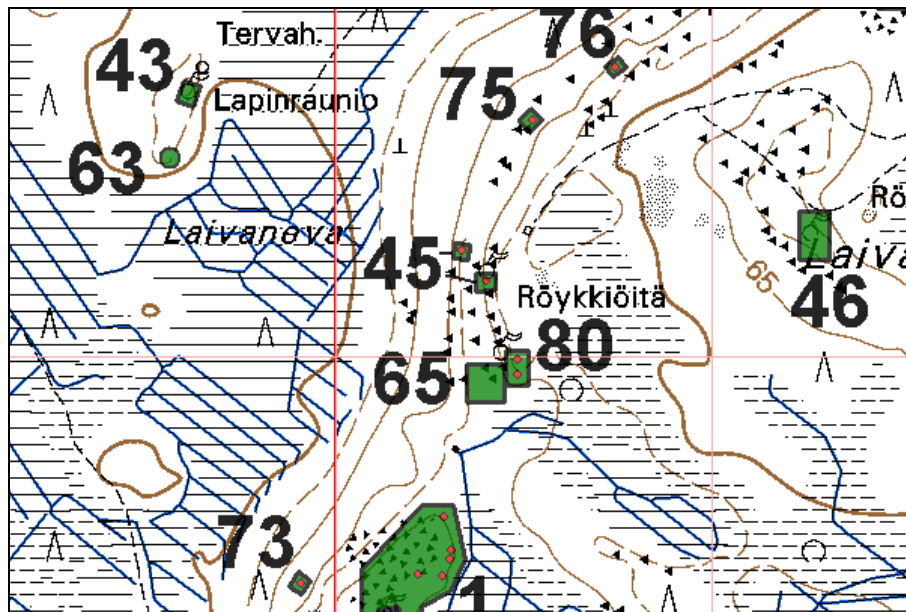 Tervah.
76
43
75
Lapinraunio
63
Rö
Laivaneva
45
Laiva
65
Röykkiöitä
46
80
65
73
1